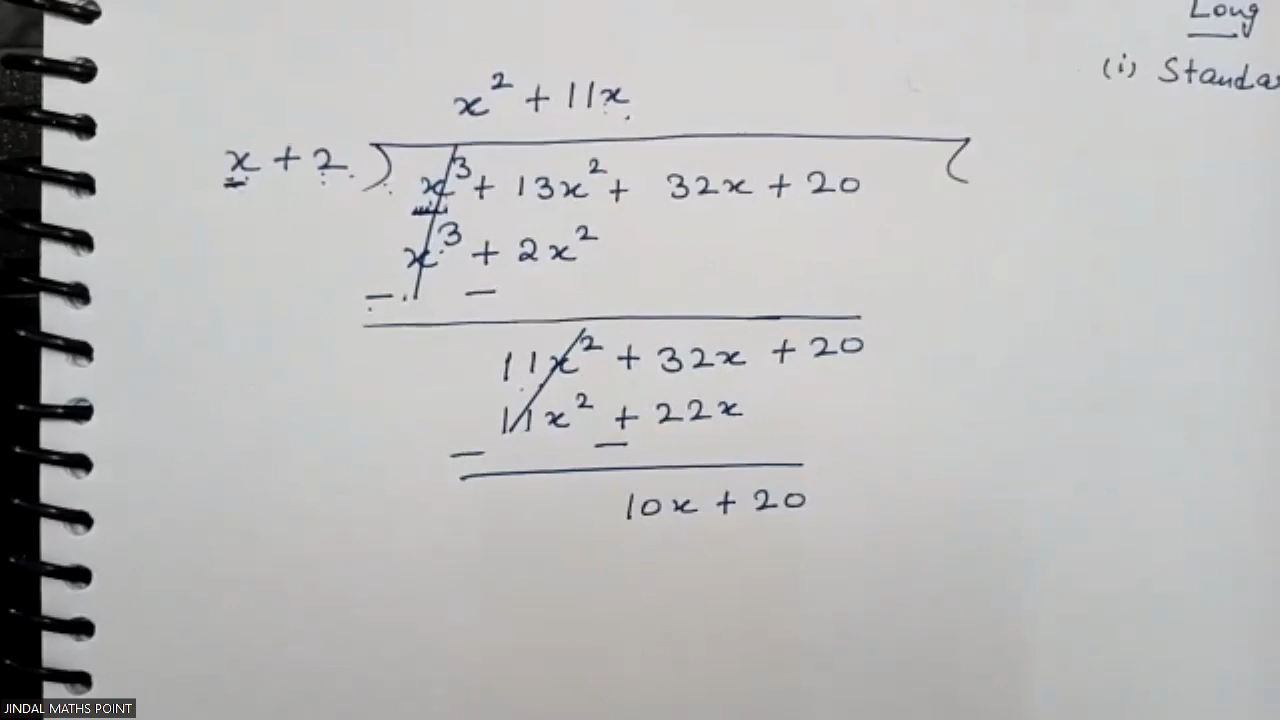 Long
(i) Standa
x² + 11x
x + 2 ) x³ + 13x² + 32x + 20
x³ + 2x²
− −
11x² + 32x + 20
11x² + 22x
− −
10x + 20
JINDAL MATHS POINT